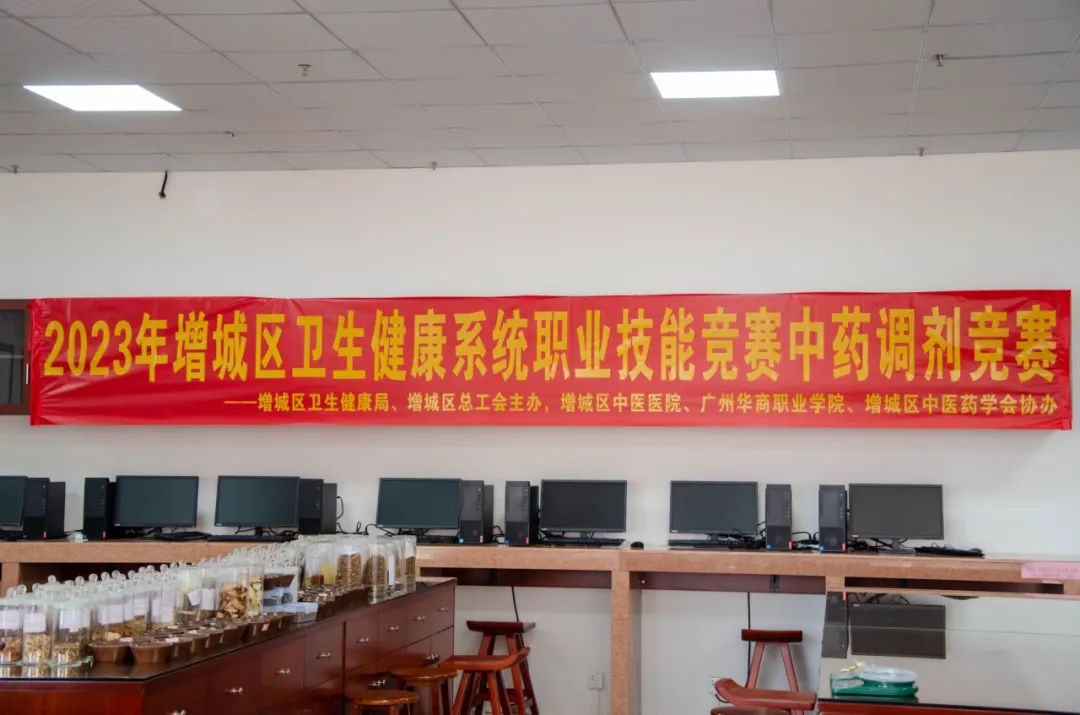 2023年增城区卫生健康系统职业技能竞赛中药调剂竞赛
——增城区卫生健康局、增城区总工会主办，增城区中医医院、广州华商职业学院、增城区中医药学会协办